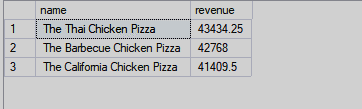 name revenue
1 The Thai Chicken Pizza 43434.25
2 The Barbecue Chicken Pizza 42768
3 The California Chicken Pizza 41409.5